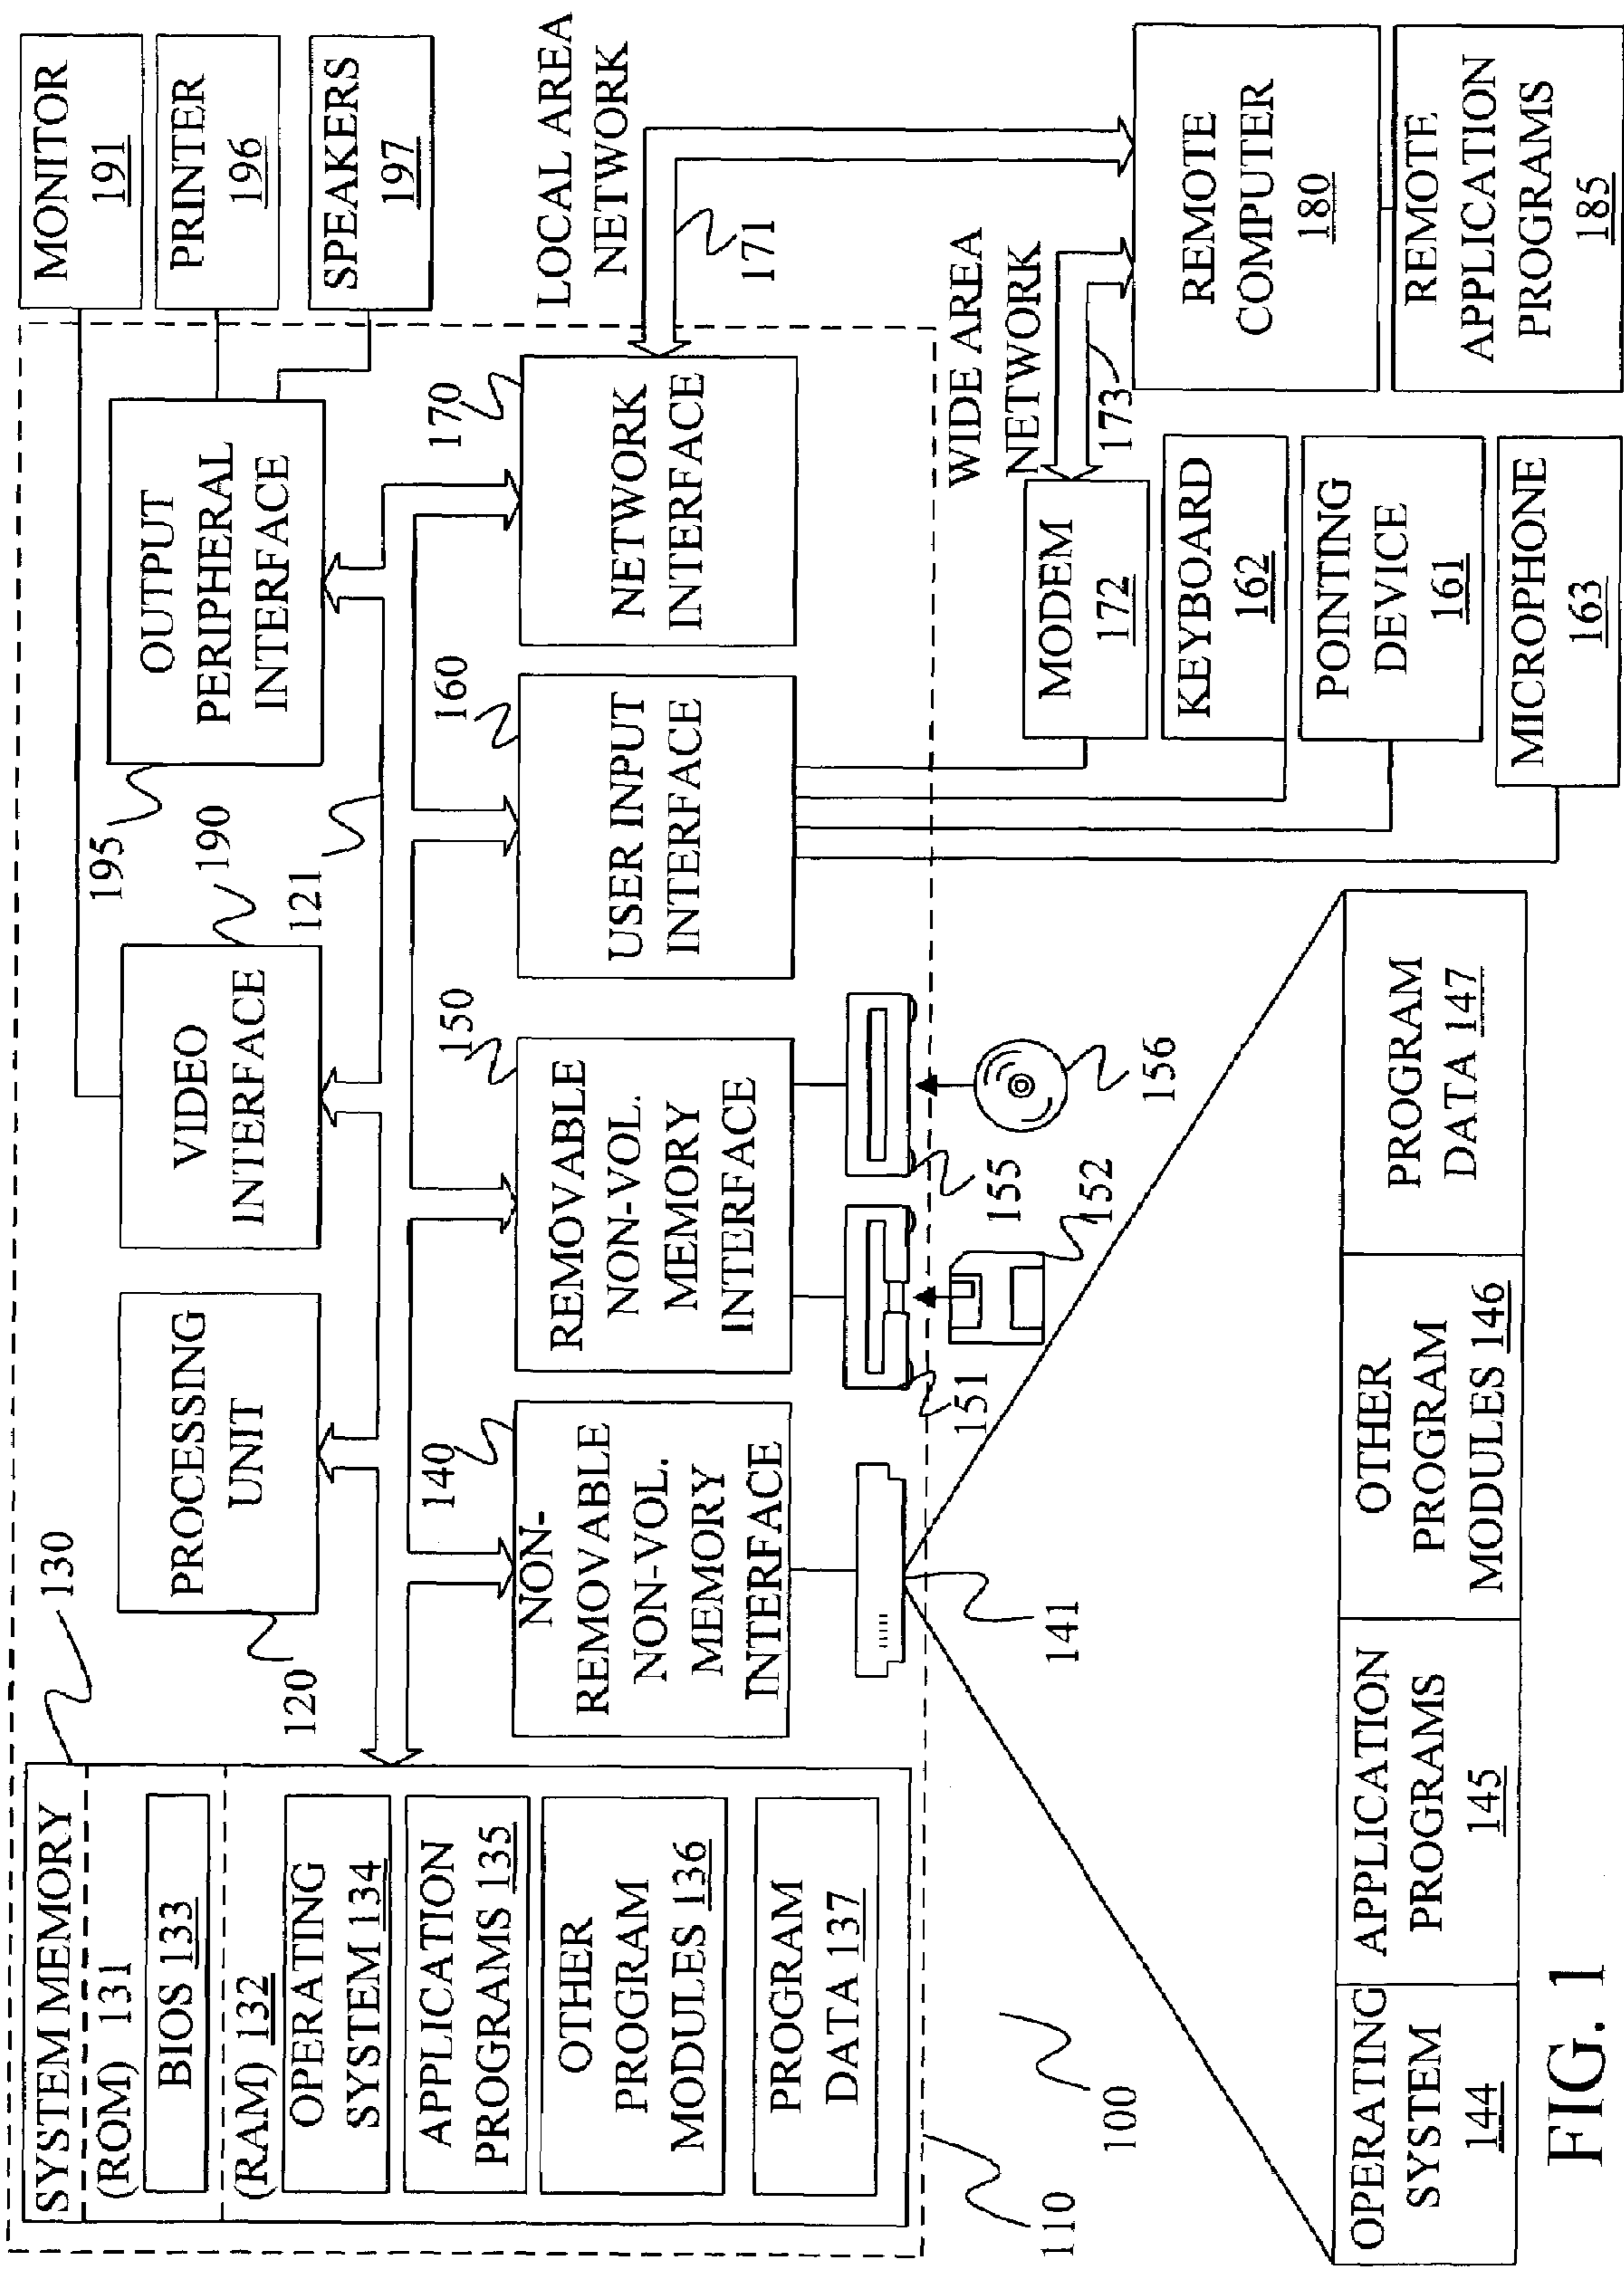 SYSTEM MEMORY
(ROM) 131
BIOS 133
(RAM) 132
OPERATING
SYSTEM 134
APPLICATION
PROGRAMS 135
OTHER
PROGRAM
MODULES 136
PROGRAM
DATA 137
130
120
PROCESSING
UNIT
VIDEO
INTERFACE
190
121
195
OUTPUT
PERIPHERAL
INTERFACE
MONITOR
191
PRINTER
196
SPEAKERS
197
140
NON-
REMOVABLE
NON-VOL.
MEMORY
INTERFACE
150
REMOVABLE
NON-VOL.
MEMORY
INTERFACE
160
USER INPUT
INTERFACE
170
NETWORK
INTERFACE
LOCAL AREA
NETWORK
171
141
151
152
155
156
WIDE AREA
NETWORK
173
MODEM
172
KEYBOARD
162
POINTING
DEVICE
161
MICROPHONE
163
REMOTE
COMPUTER
180
REMOTE
APPLICATION
PROGRAMS
185
110
100
OPERATING
SYSTEM
144
APPLICATION
PROGRAMS
145
OTHER
PROGRAM
MODULES 146
PROGRAM
DATA 147
FIG. 1